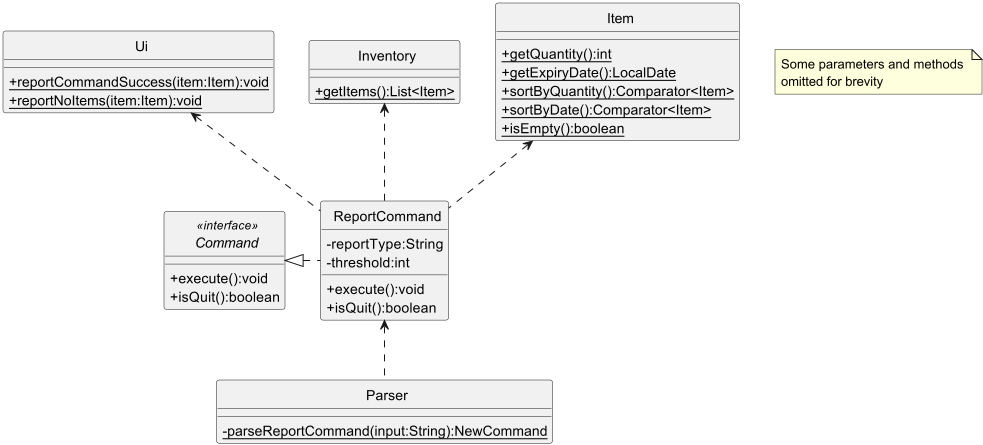 Ui
+reportCommandSuccess(item:Item):void
+reportNoItems(item:Item):void
Inventory
+getItems():List<Item>
Item
+getQuantity():int
+getExpiryDate():LocalDate
+sortByQuantity():Comparator<Item>
+sortByDate():Comparator<Item>
+isEmpty():boolean
Some parameters and methods
omitted for brevity
«interface»
Command
+execute():void
+isQuit():boolean
ReportCommand
-reportType:String
-threshold:int
+execute():void
+isQuit():boolean
Parser
-parseReportCommand(input:String):NewCommand